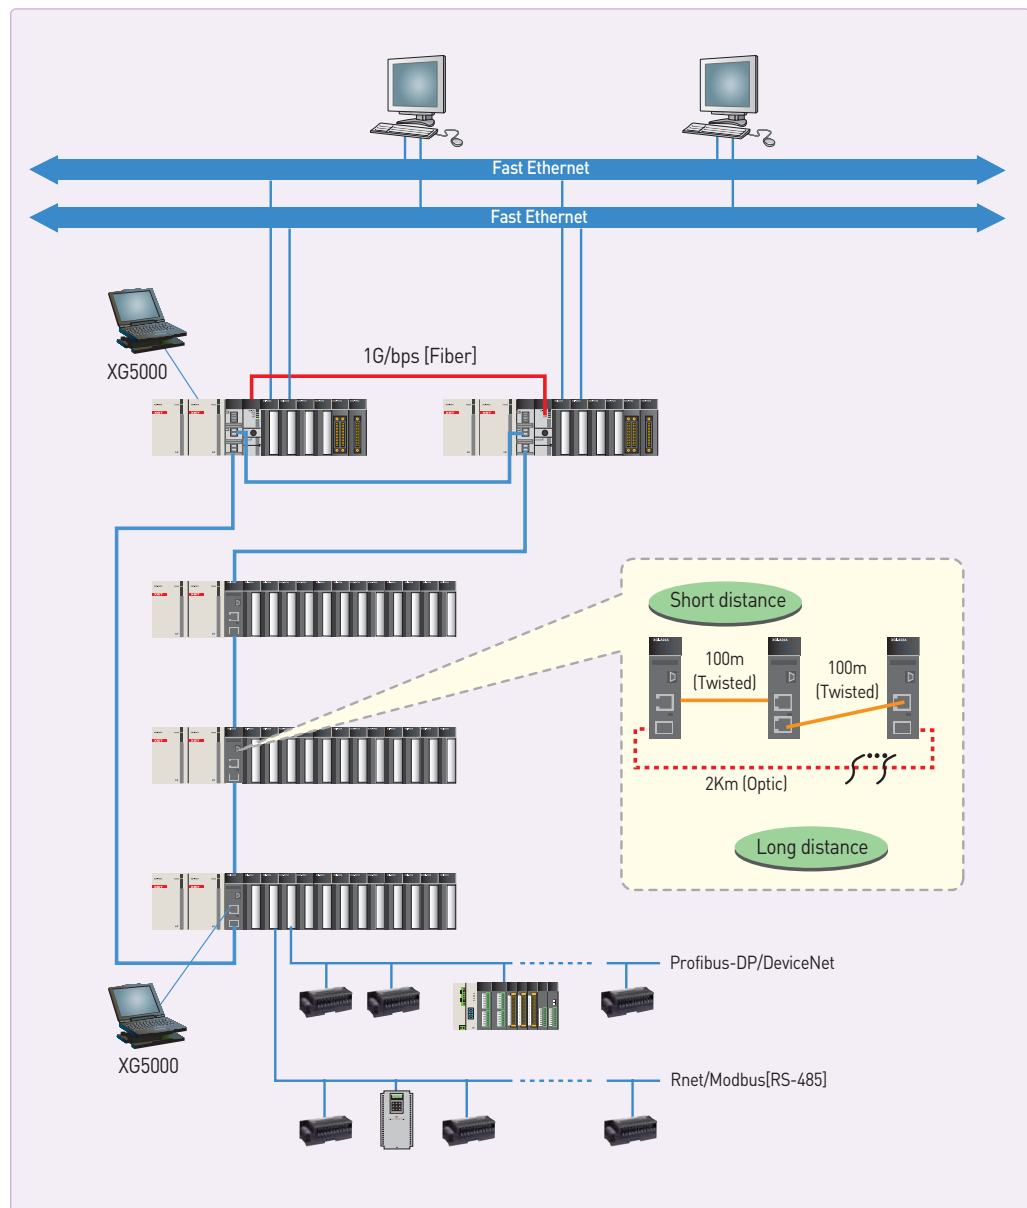 Fast Ethernet
Fast Ethernet
XG5000
1G/bps [Fiber]
Short distance
100m
(Twisted)
100m
(Twisted)
2Km (Optic)
Long distance
Profibus-DP/DeviceNet
XG5000
Rnet/Modbus[RS-485]